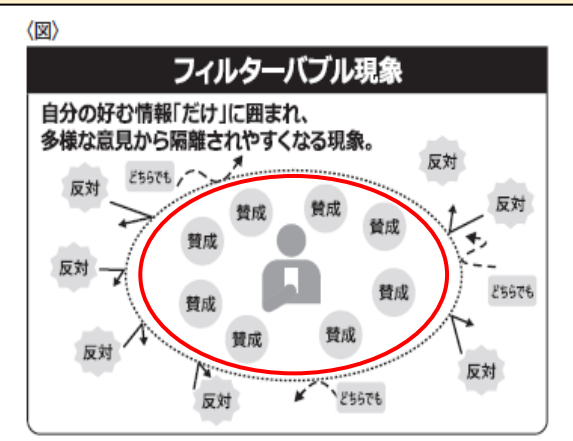 〈図〉
フィルターバブル現象
自分の好む情報「だけ」に囲まれ、
多様な意見から隔離されやすくなる現象。
反対
どちらでも
反対
賛成
賛成
賛成
反対
賛成
反対
賛成
賛成
どちらでも
反対
賛成
賛成
反対
反対
どちらでも